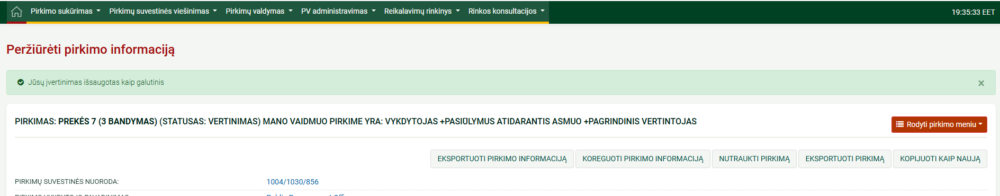 Pirkimo sukūrimas Pirkimų suvestinės viešinimas Pirkimų valdymas PV administravimas Reikalavimų rinkinys Rinkos konsultacijos 19:35:33 EET
Peržiūrėti pirkimo informaciją
Jūsų įvertinimas išsaugotas kaip galutinis ×
PIRKIMAS: PREKĖS 7 (3 BANDYMAS) (STATUSAS: VERTINIMAS) MANO VAIDMUO PIRKIME YRA: VYKDYTOJAS +PASIŪLYMUS ATIDARANTIS ASMUO +PAGRINDINIS VERTINTOJAS
Rodyti pirkimo meniu
EKSPORTUOTI PIRKIMO INFORMACIJĄ KOREGUOTI PIRKIMO INFORMACIJĄ NUTRAUKTI PIRKIMĄ EKSPORTUOTI PIRKIMĄ KOPIJUOTI KAIP NAUJĄ
PIRKIMŲ SUVESTINĖS NUORODA: 1004/1030/856